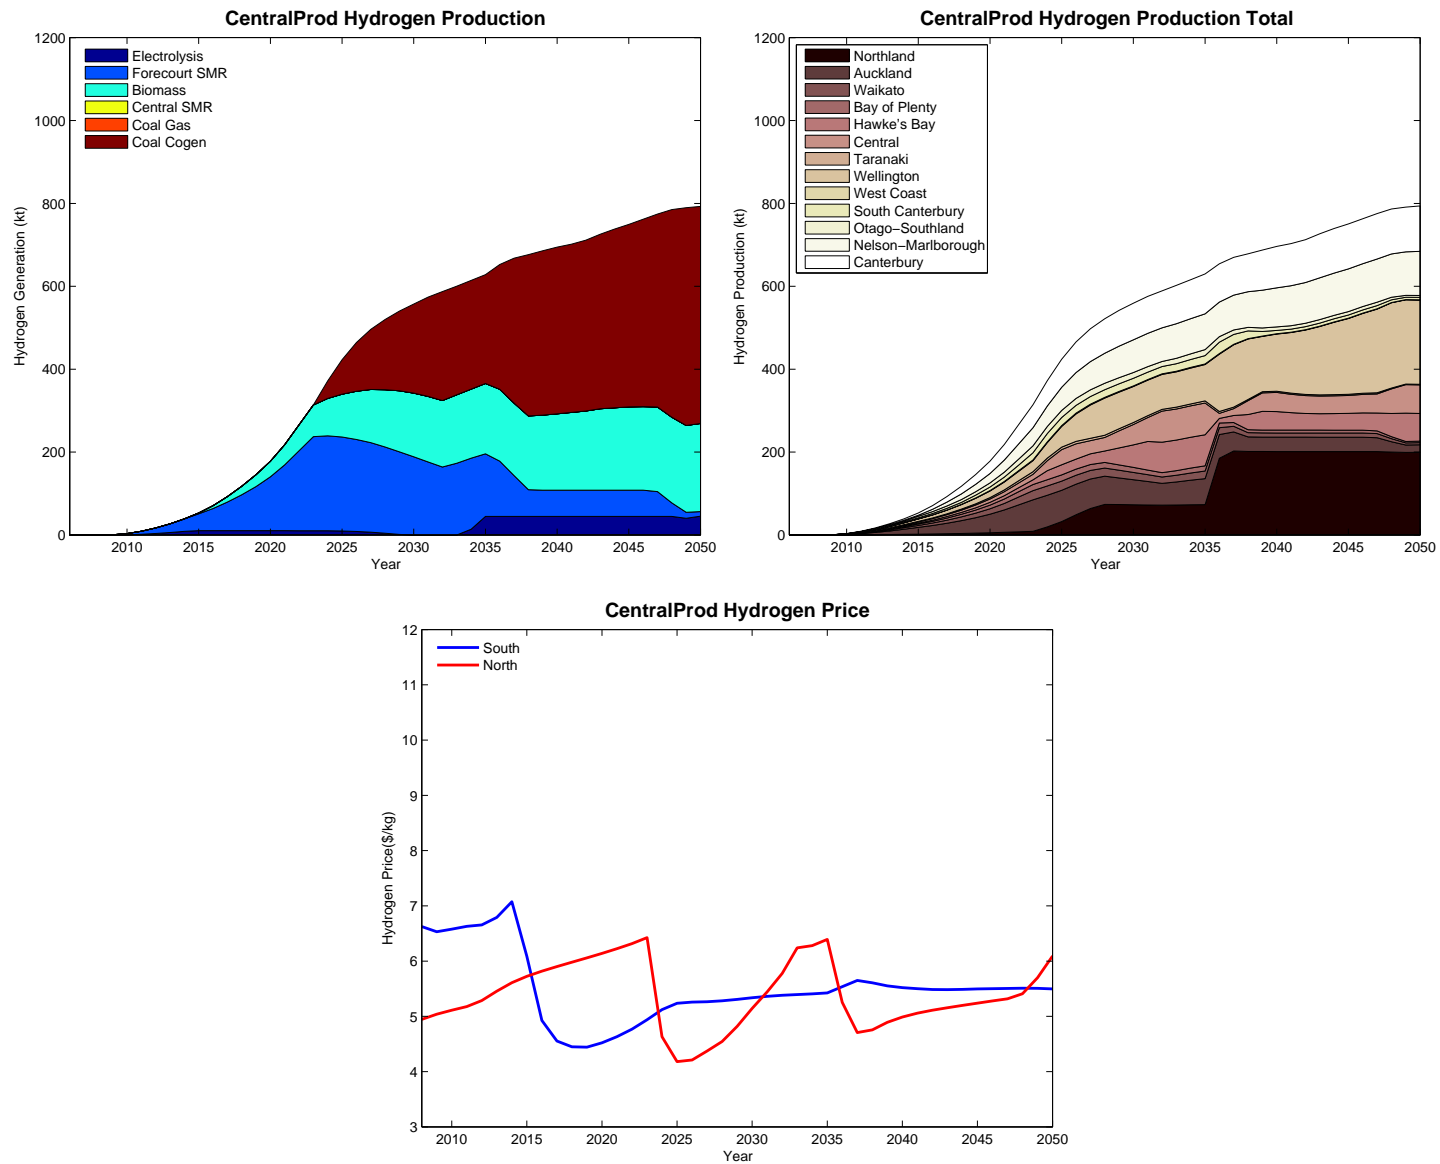 CentralProd Hydrogen Production
1200
1000
800
600
400
200
0
Hydrogen Generation (kt)
Electrolysis
Forecourt SMR
Biomass
Central SMR
Coal Gas
Coal Cogen
2010 2015 2020 2025 2030 2035 2040 2045 2050
Year
CentralProd Hydrogen Production Total
1200
1000
800
600
400
200
0
Hydrogen Production (kt)
Northland
Auckland
Waikato
Bay of Plenty
Hawke's Bay
Central
Taranaki
Wellington
West Coast
South Canterbury
Otago−Southland
Nelson−Marlborough
Canterbury
2010 2015 2020 2025 2030 2035 2040 2045 2050
Year
CentralProd Hydrogen Price
12
11
10
9
8
7
6
5
4
3
Hydrogen Price($/kg)
South
North
2010 2015 2020 2025 2030 2035 2040 2045 2050
Year